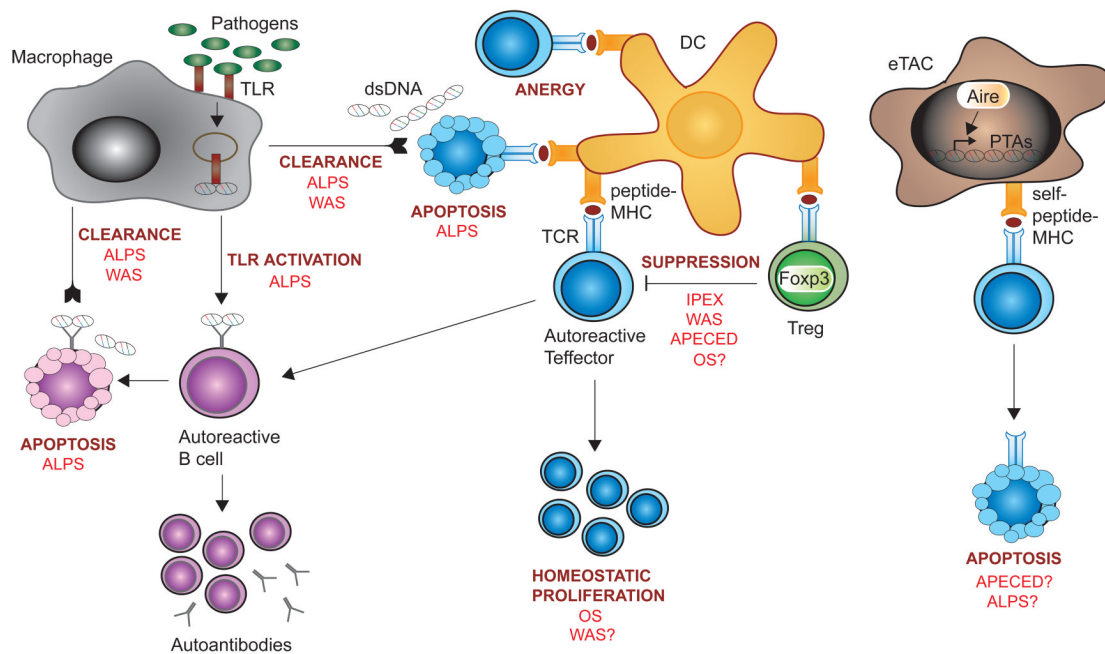 Pathogens
Macrophage
TLR
dsDNA
CLEARANCE
ALPS
WAS
APOPTOSIS
ALPS
ANERGY
DC
peptide-
MHC
TCR
eTAC
Aire
PTAs
self-
peptide-
MHC
CLEARANCE
ALPS
WAS
TLR ACTIVATION
ALPS
SUPPRESSION
IPEX
WAS
APECED
OS?
Foxp3
Treg
Autoreactive
Teffector
APOPTOSIS
ALPS
Autoreactive
B cell
Autoantibodies
HOMEOSTATIC
PROLIFERATION
OS
WAS?
APOPTOSIS
APECED?
ALPS?